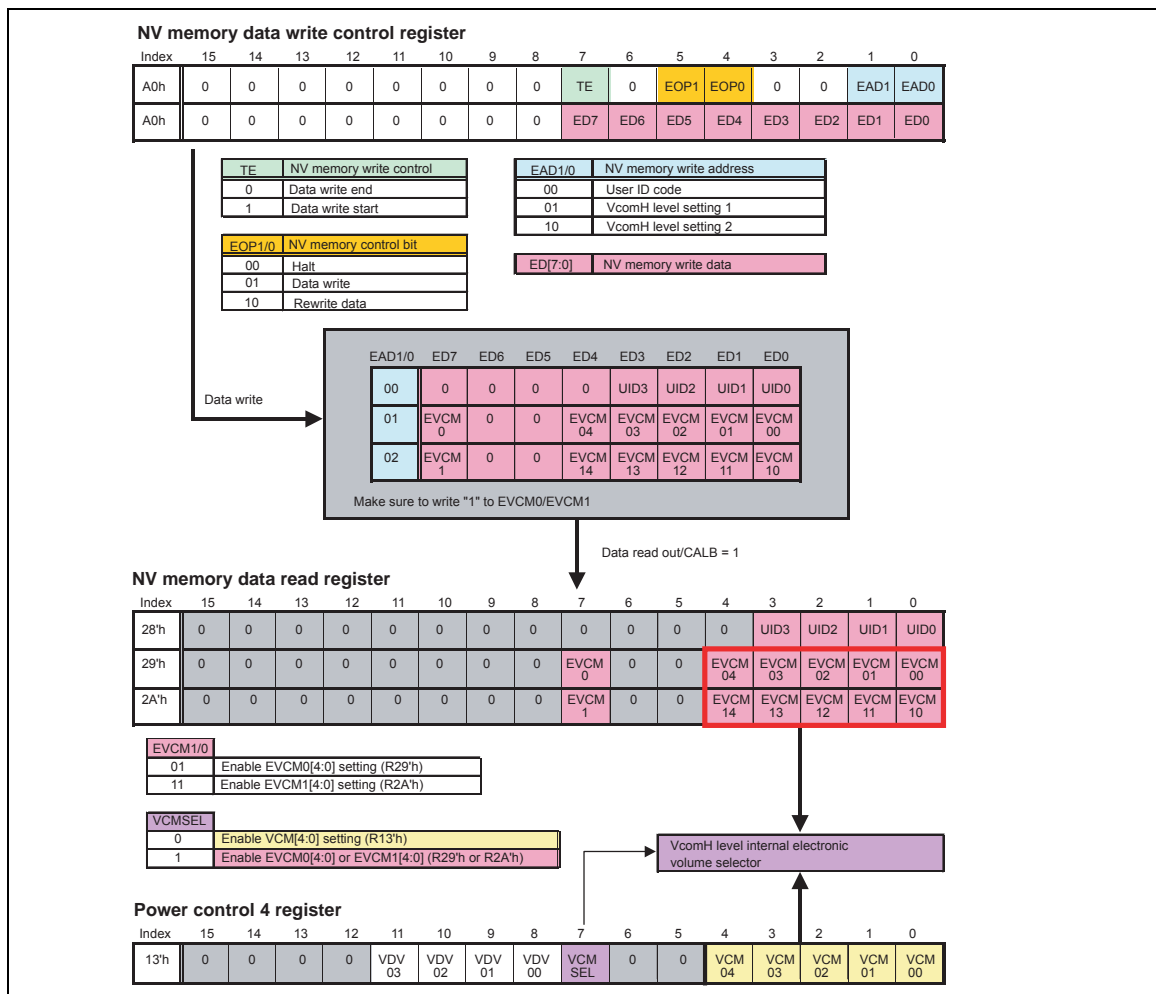 NV memory data write control register
Index 15 14 13 12 11 10 9 8 7 6 5 4 3 2 1 0
A0h 0 0 0 0 0 0 0 0 TE 0 EOP1 EOP0 0 0 EAD1 EAD0
A0h 0 0 0 0 0 0 0 0 ED7 ED6 ED5 ED4 ED3 ED2 ED1 ED0
TE NV memory write control
0 Data write end
1 Data write start
EAD1/0 NV memory write address
00 User ID code
01 VcomH level setting 1
10 VcomH level setting 2
EOP1/0 NV memory control bit
00 Halt
01 Data write
10 Rewrite data
ED[7:0] NV memory write data
EAD1/0 ED7 ED6 ED5 ED4 ED3 ED2 ED1 ED0
00 0 0 0 0 UID3 UID2 UID1 UID0
Data write
01 EVCM 0 0 0 EVCM 04 EVCM 03 EVCM 02 EVCM 01 EVCM 00
02 EVCM 1 0 0 EVCM 14 EVCM 13 EVCM 12 EVCM 11 EVCM 10
Make sure to write "1" to EVCM0/EVCM1
Data read out/CALB = 1
NV memory data read register
Index 15 14 13 12 11 10 9 8 7 6 5 4 3 2 1 0
28'h 0 0 0 0 0 0 0 0 0 0 0 0 UID3 UID2 UID1 UID0
29'h 0 0 0 0 0 0 0 0 EVCM 0 0 0 EVCM 04 EVCM 03 EVCM 02 EVCM 01 EVCM 00
2A'h 0 0 0 0 0 0 0 0 EVCM 1 0 0 EVCM 14 EVCM 13 EVCM 12 EVCM 11 EVCM 10
EVCM1/0
01 Enable EVCM0[4:0] setting (R29'h)
11 Enable EVCM1[4:0] setting (R2A'h)
VCMSEL
0 Enable VCM[4:0] setting (R13'h)
1 Enable EVCM0[4:0] or EVCM1[4:0] (R29'h or R2A'h)
VcomH level internal electronic
volume selector
Power control 4 register
Index 15 14 13 12 11 10 9 8 7 6 5 4 3 2 1 0
13'h 0 0 0 0 VDV 03 VDV 02 VDV 01 VDV 00 VCM SEL 0 0 VCM 04 VCM 03 VCM 02 VCM 01 VCM 00